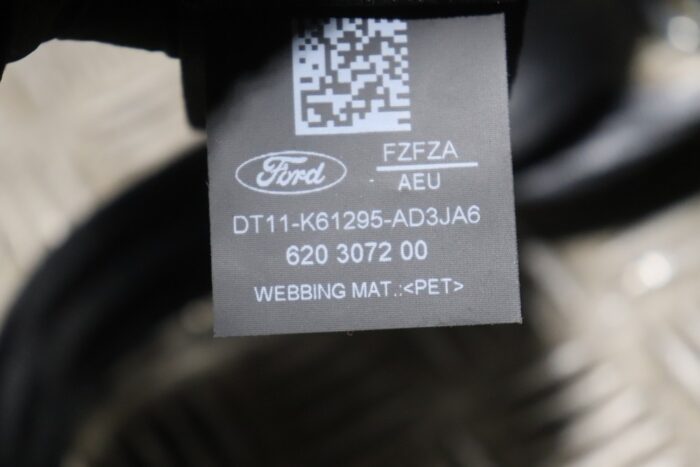 Ford
FZFZA
AEU
DT11-K61295-AD3JA6
620 3072 00
WEBBING MAT.:<PET>